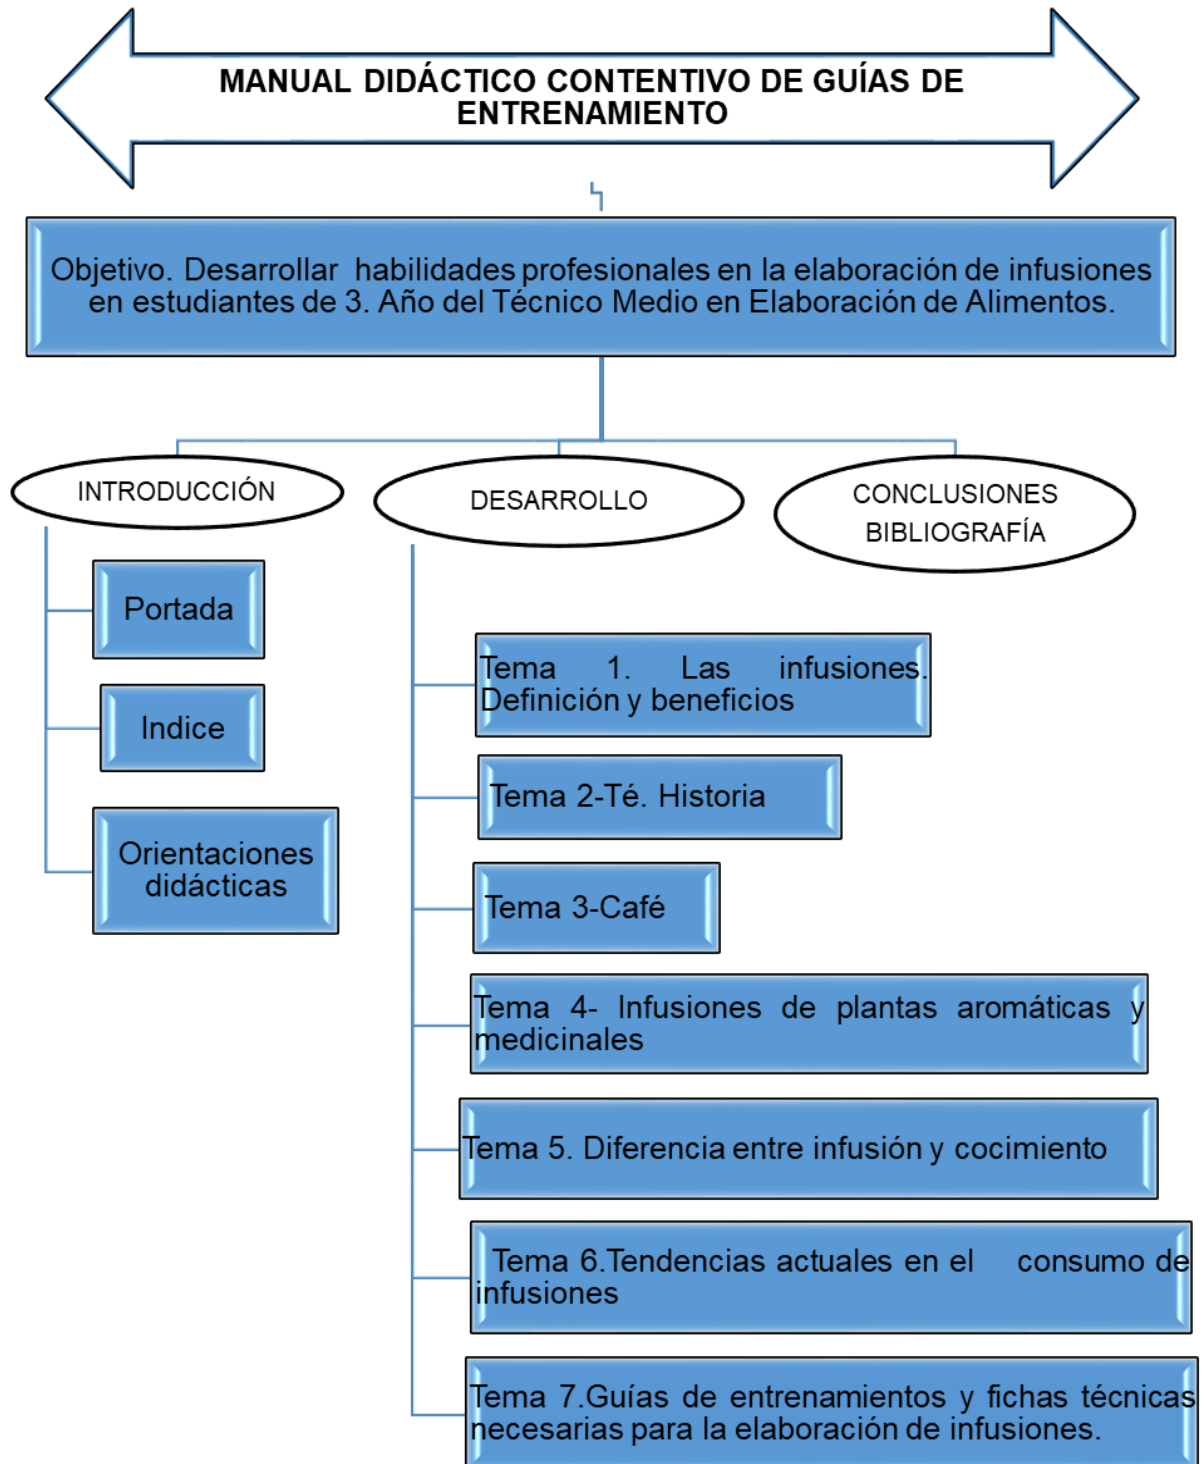 MANUAL DIDÁCTICO CONTENTIVO DE GUÍAS DE
ENTRENAMIENTO
Objetivo. Desarrollar habilidades profesionales en la elaboración de infusiones
en estudiantes de 3. Año del Técnico Medio en Elaboración de Alimentos.
INTRODUCCIÓN
Portada
Indice
Orientaciones
didácticas
DESARROLLO
Tema 1. Las infusiones.
Definición y beneficios
Tema 2-Té. Historia
Tema 3-Café
Tema 4- Infusiones de plantas aromáticas y
medicinales
Tema 5. Diferencia entre infusión y cocimiento
Tema 6.Tendencias actuales en el consumo de
infusiones
Tema 7.Guías de entrenamientos y fichas técnicas
necesarias para la elaboración de infusiones.
CONCLUSIONES
BIBLIOGRAFÍA